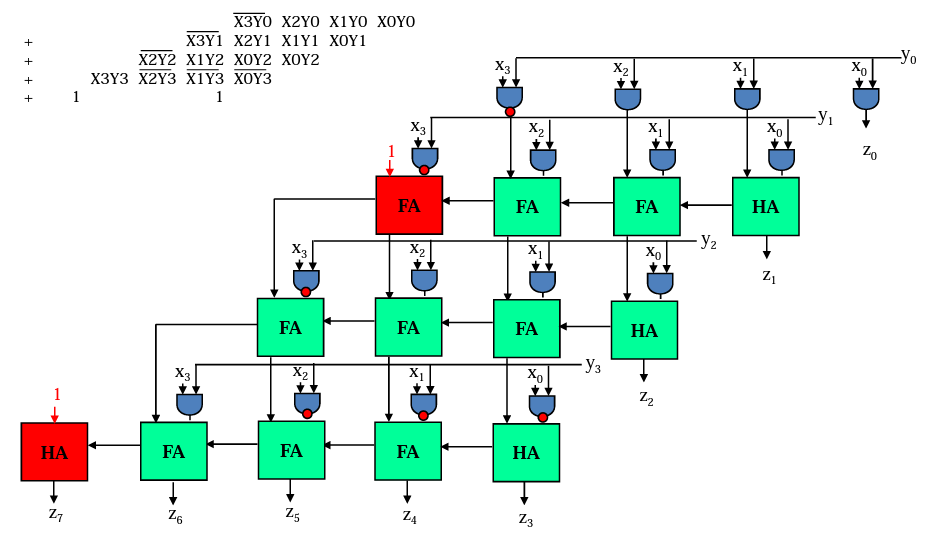 X3Y0 X2Y0 X1Y0 X0Y0
+ X3Y1 X2Y1 X1Y1 X0Y1
+ X2Y2 X1Y2 X0Y2 X0Y2
+ X3Y3 X2Y3 X1Y3 X0Y3
+ 1 1
y0
x3 x2 x1 x0
y1
x3 x2 x1 x0
z0
1
FA FA FA HA
y2
x3 x2 x1 x0
z1
FA FA FA HA
y3
x3 x2 x1 x0
z2
1
HA FA FA FA HA
z7 z6 z5 z4 z3